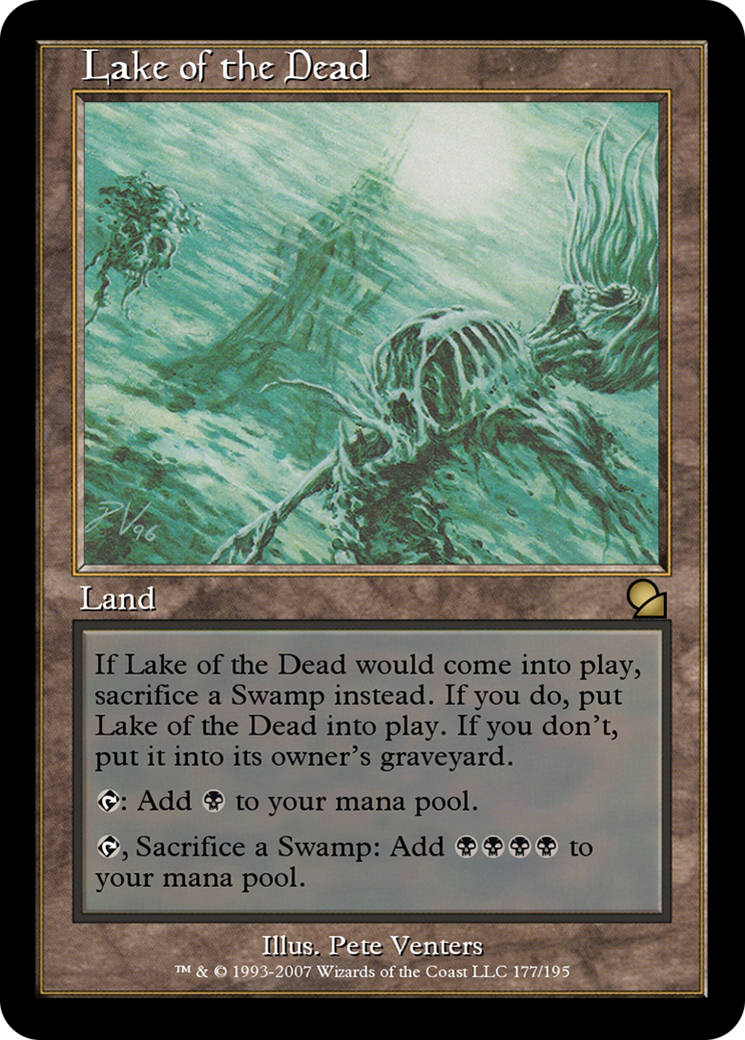 Lake of the Dead
P.V96
Land
If Lake of the Dead would come into play,
sacrifice a Swamp instead. If you do, put
Lake of the Dead into play. If you don't,
put it into its owner's graveyard.
: Add to your mana pool.
, Sacrifice a Swamp: Add to
your mana pool.
Illus. Pete Venters
™ & © 1993-2007 Wizards of the Coast LLC 177/195